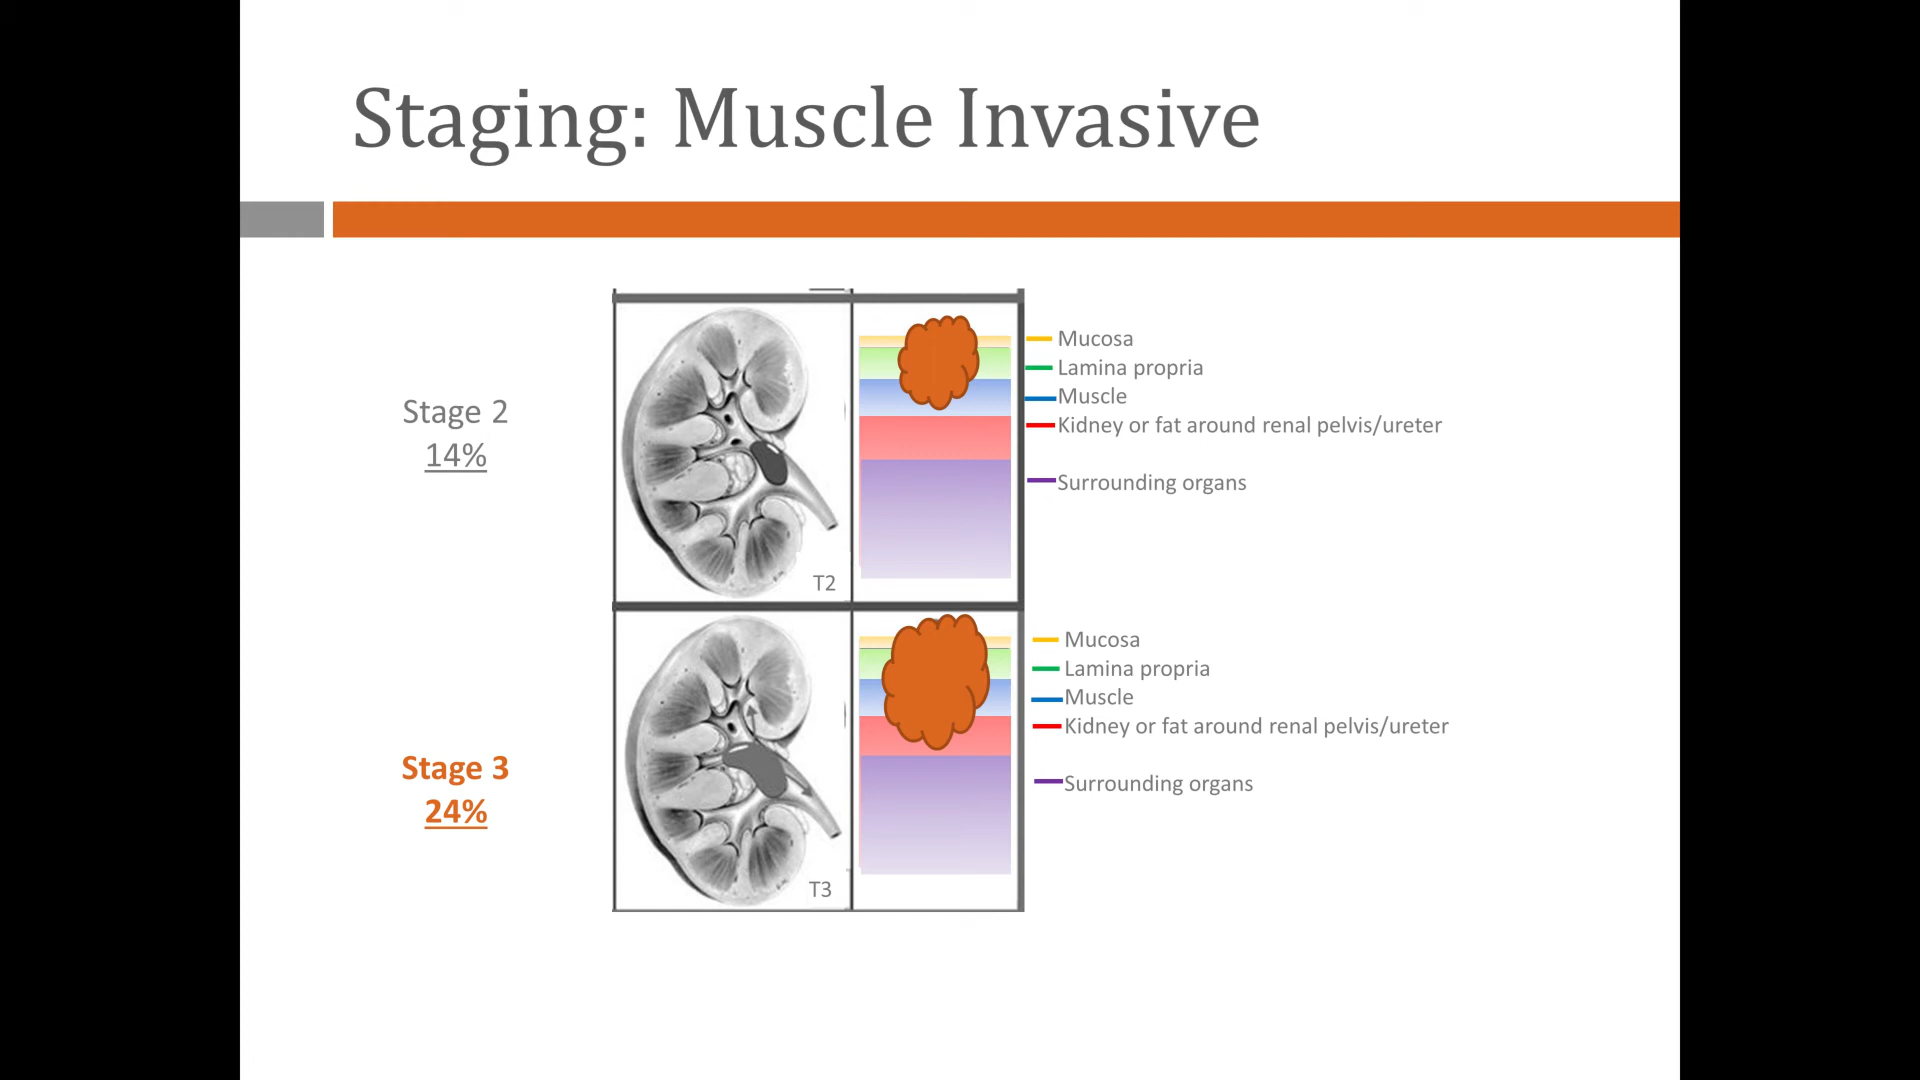 Staging: Muscle Invasive
Stage 2
14%
T2
Mucosa
Lamina propria
Muscle
Kidney or fat around renal pelvis/ureter
Surrounding organs
Stage 3
24%
T3
Mucosa
Lamina propria
Muscle
Kidney or fat around renal pelvis/ureter
Surrounding organs